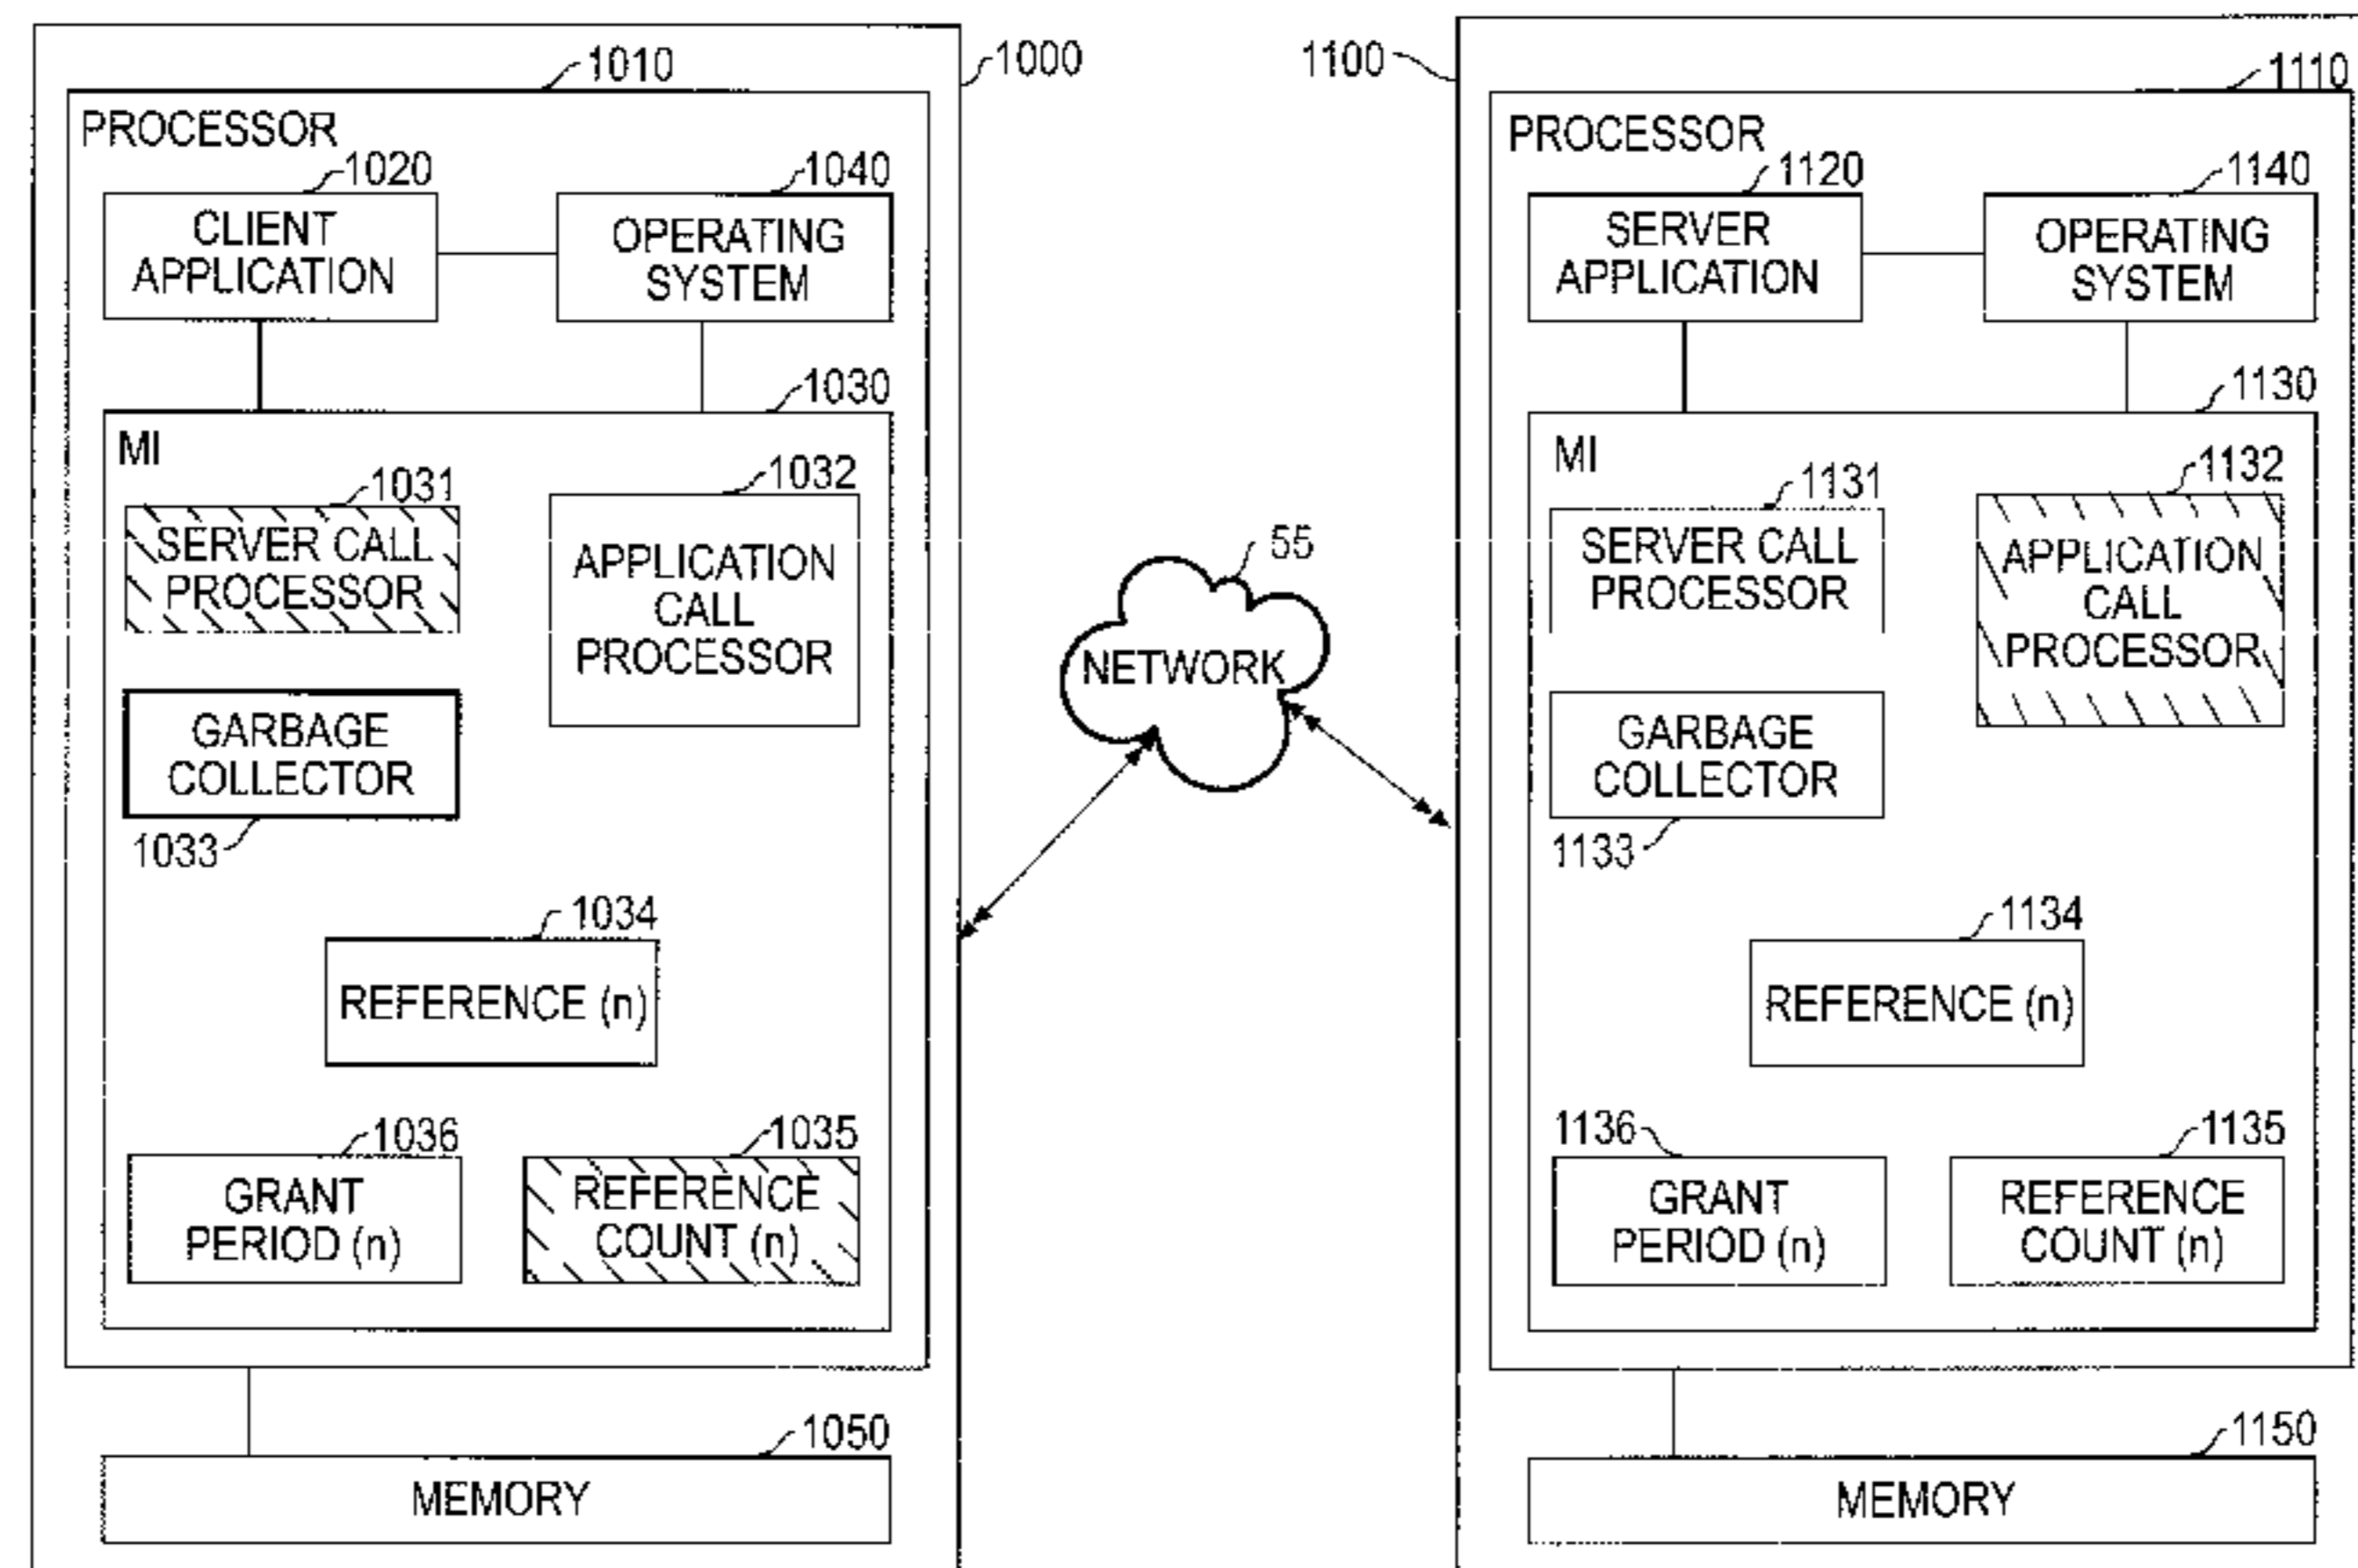 1010
1000
PROCESSOR
1020
1040
CLIENT
APPLICATION
OPERATING
SYSTEM
1030
MI
1031
1032
SERVER CALL
PROCESSOR
APPLICATION
CALL
PROCESSOR
GARBAGE
COLLECTOR
1033
1034
REFERENCE (n)
1036
1035
GRANT
PERIOD (n)
REFERENCE
COUNT (n)
1050
MEMORY
55
NETWORK
1100
1110
PROCESSOR
1120
1140
SERVER
APPLICATION
OPERATING
SYSTEM
1130
MI
1131
1132
SERVER CALL
PROCESSOR
APPLICATION
CALL
PROCESSOR
GARBAGE
COLLECTOR
1133
1134
REFERENCE (n)
1136
1135
GRANT
PERIOD (n)
REFERENCE
COUNT (n)
1150
MEMORY